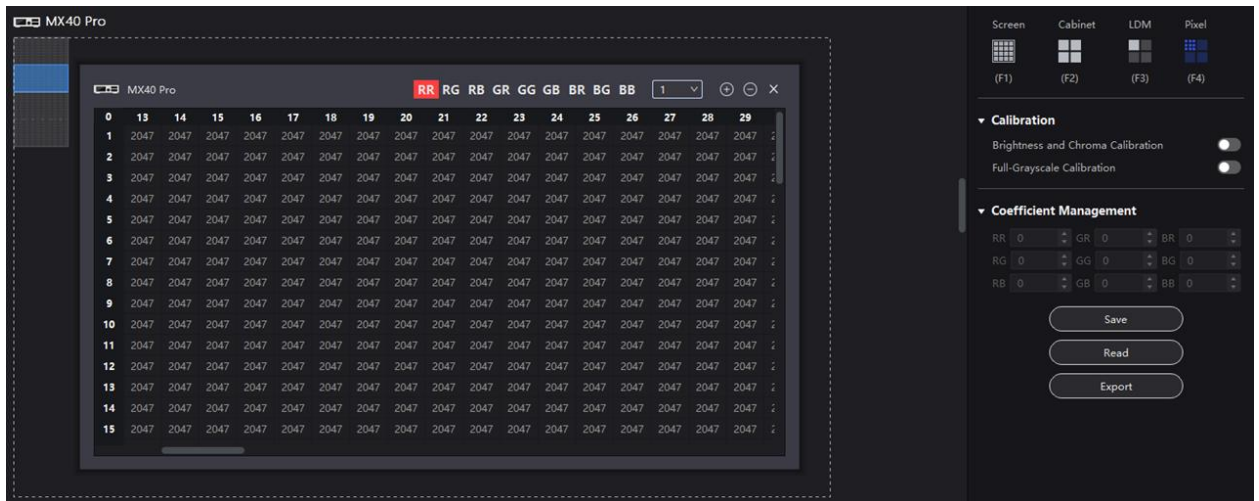 MX40 Pro
Screen Cabinet LDM Pixel
(F1) (F2) (F3) (F4)
MX40 Pro RR RG RB GR GG GB BR BG BB 1
0 13 14 15 16 17 18 19 20 21 22 23 24 25 26 27 28 29
1 2047 2047 2047 2047 2047 2047 2047 2047 2047 2047 2047 2047 2047 2047 2047 2047 2047
2 2047 2047 2047 2047 2047 2047 2047 2047 2047 2047 2047 2047 2047 2047 2047 2047 2047
3 2047 2047 2047 2047 2047 2047 2047 2047 2047 2047 2047 2047 2047 2047 2047 2047 2047
4 2047 2047 2047 2047 2047 2047 2047 2047 2047 2047 2047 2047 2047 2047 2047 2047 2047
5 2047 2047 2047 2047 2047 2047 2047 2047 2047 2047 2047 2047 2047 2047 2047 2047 2047
6 2047 2047 2047 2047 2047 2047 2047 2047 2047 2047 2047 2047 2047 2047 2047 2047 2047
7 2047 2047 2047 2047 2047 2047 2047 2047 2047 2047 2047 2047 2047 2047 2047 2047 2047
8 2047 2047 2047 2047 2047 2047 2047 2047 2047 2047 2047 2047 2047 2047 2047 2047 2047
9 2047 2047 2047 2047 2047 2047 2047 2047 2047 2047 2047 2047 2047 2047 2047 2047 2047
10 2047 2047 2047 2047 2047 2047 2047 2047 2047 2047 2047 2047 2047 2047 2047 2047 2047
11 2047 2047 2047 2047 2047 2047 2047 2047 2047 2047 2047 2047 2047 2047 2047 2047 2047
12 2047 2047 2047 2047 2047 2047 2047 2047 2047 2047 2047 2047 2047 2047 2047 2047 2047
13 2047 2047 2047 2047 2047 2047 2047 2047 2047 2047 2047 2047 2047 2047 2047 2047 2047
14 2047 2047 2047 2047 2047 2047 2047 2047 2047 2047 2047 2047 2047 2047 2047 2047 2047
15 2047 2047 2047 2047 2047 2047 2047 2047 2047 2047 2047 2047 2047 2047 2047 2047 2047
Calibration
Brightness and Chroma Calibration
Full-Grayscale Calibration
Coefficient Management
RR 0 GR 0 BR 0
RG 0 GG 0 BG 0
RB 0 GB 0 BB 0
Save
Read
Export